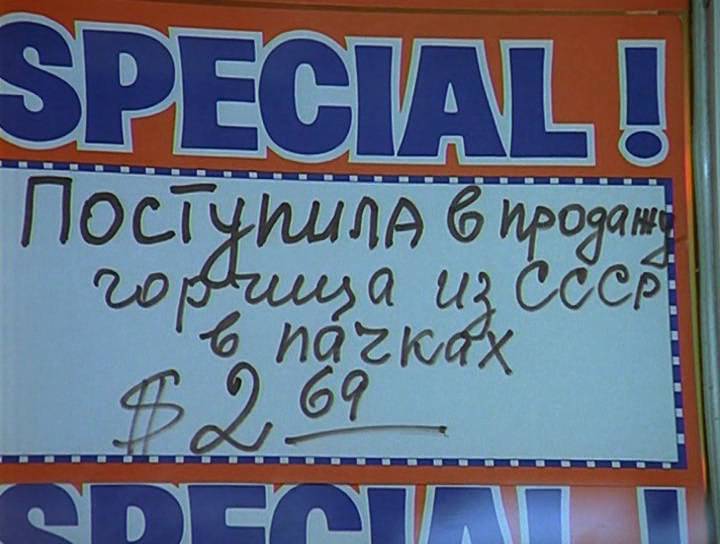 SPECIAL!
ПОСТУПИЛА в продажу
горчица из СССР
в пачках
$2 69
SPECIAL!